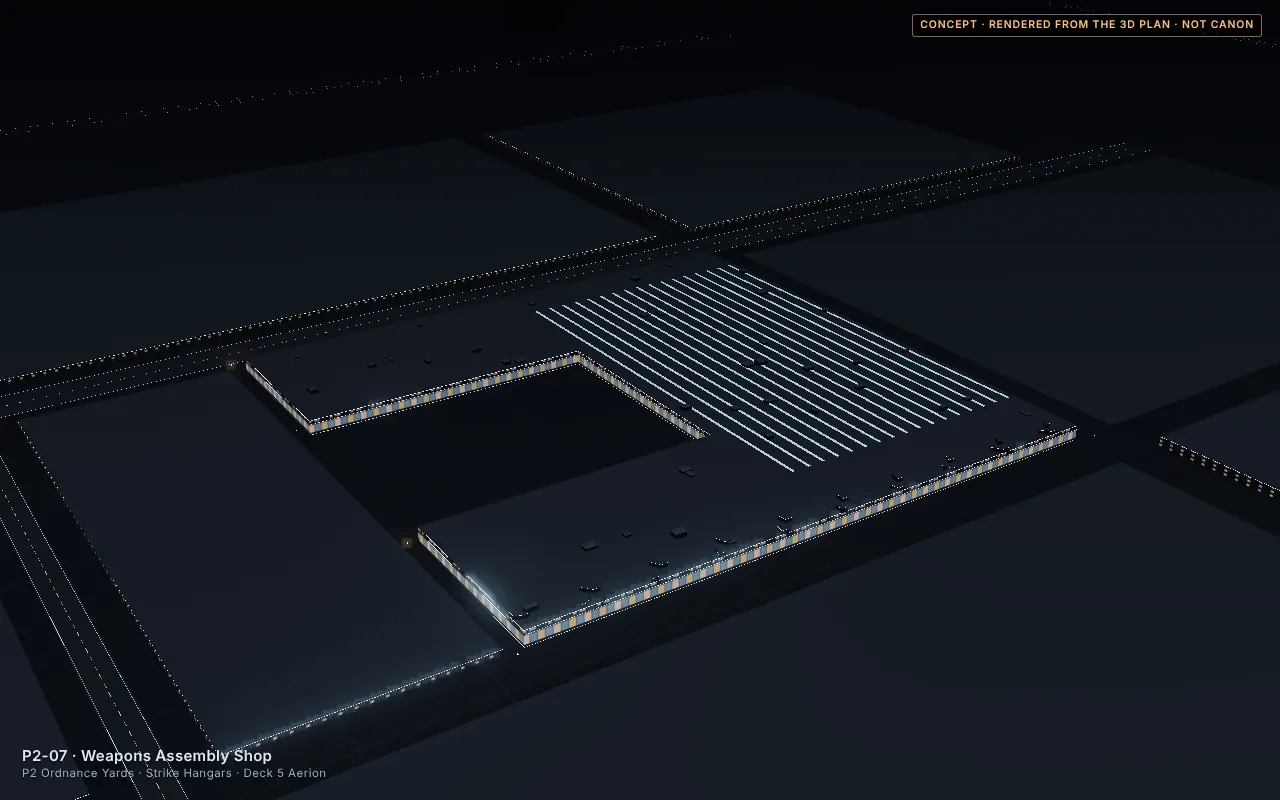 CONCEPT · RENDERED FROM THE 3D PLAN · NOT CANON
P2-07 · Weapons Assembly Shop
P2 Ordnance Yards · Strike Hangars · Deck 5 Aerion